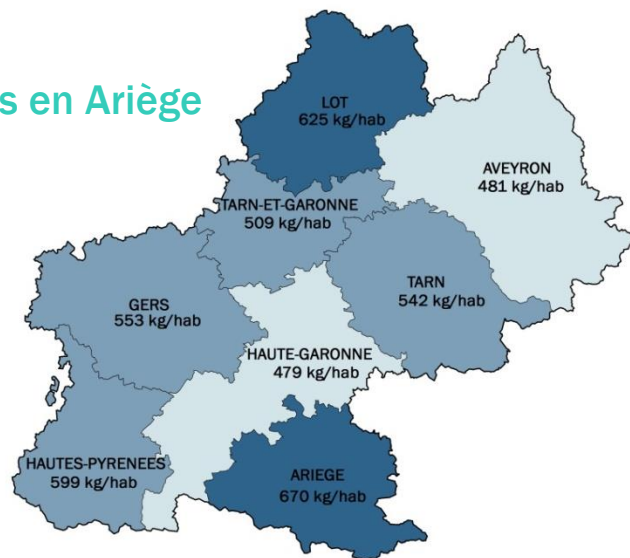 s en Ariège
LOT
625 kg/hab
AVEYRON
481 kg/hab
TARN-ET-GARONNE
509 kg/hab
TARN
542 kg/hab
GERS
553 kg/hab
HAUTE-GARONNE
479 kg/hab
HAUTES-PYRENEES
599 kg/hab
ARIEGE
670 kg/hab